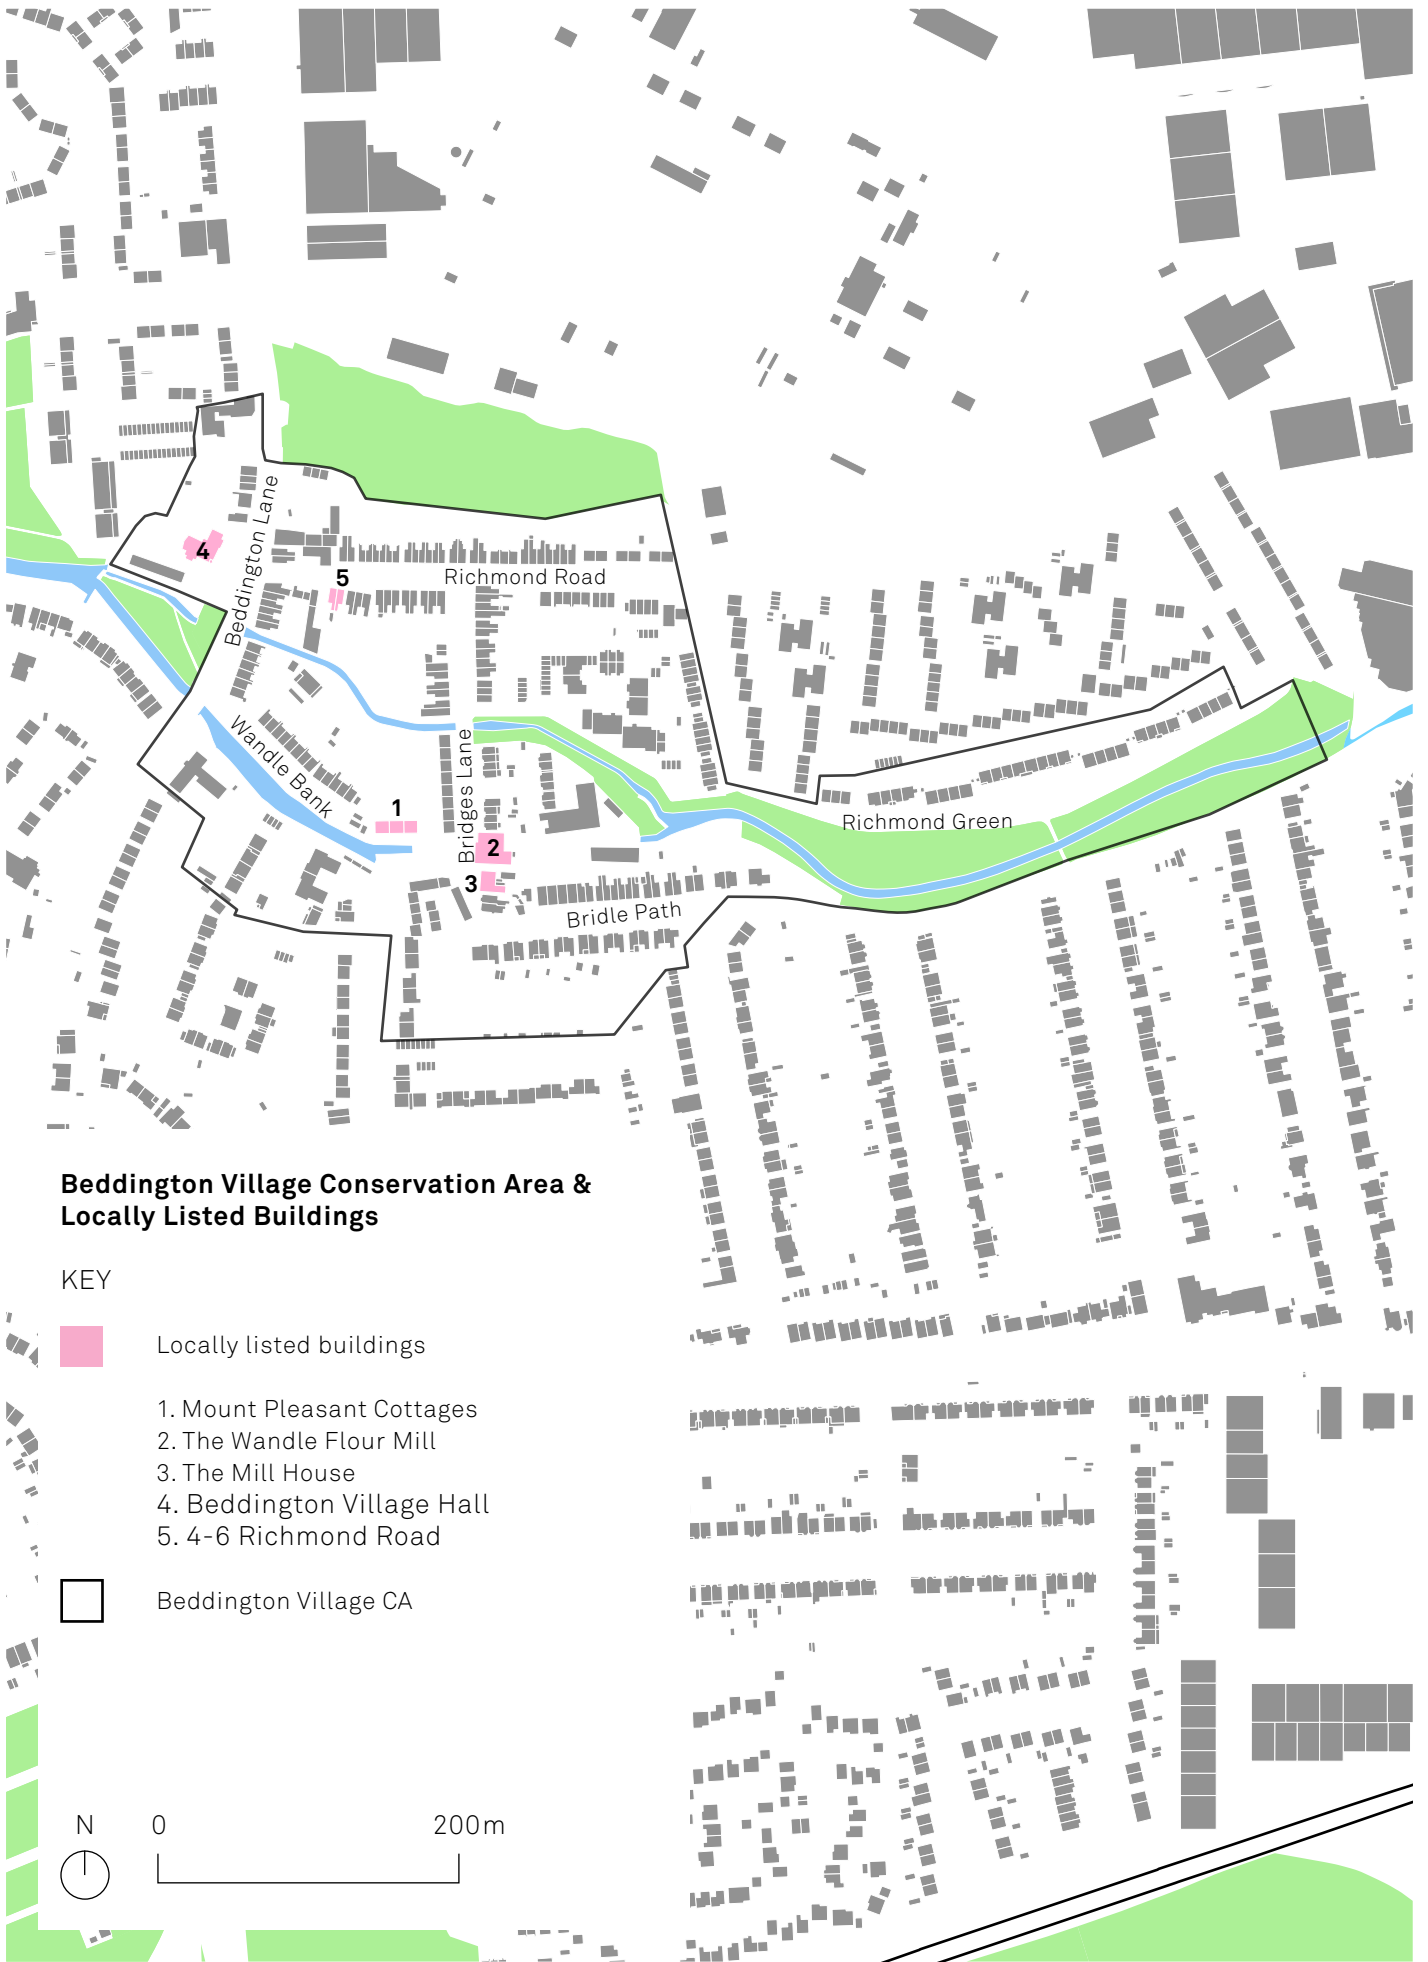 4
Beddington Lane
5
Richmond Road
Wandle Bank
1
Bridges Lane
2
3
Richmond Green
Bridle Path
Beddington Village Conservation Area &
Locally Listed Buildings
KEY
Locally listed buildings
1. Mount Pleasant Cottages
2. The Wandle Flour Mill
3. The Mill House
4. Beddington Village Hall
5. 4-6 Richmond Road
Beddington Village CA
N 0 200m